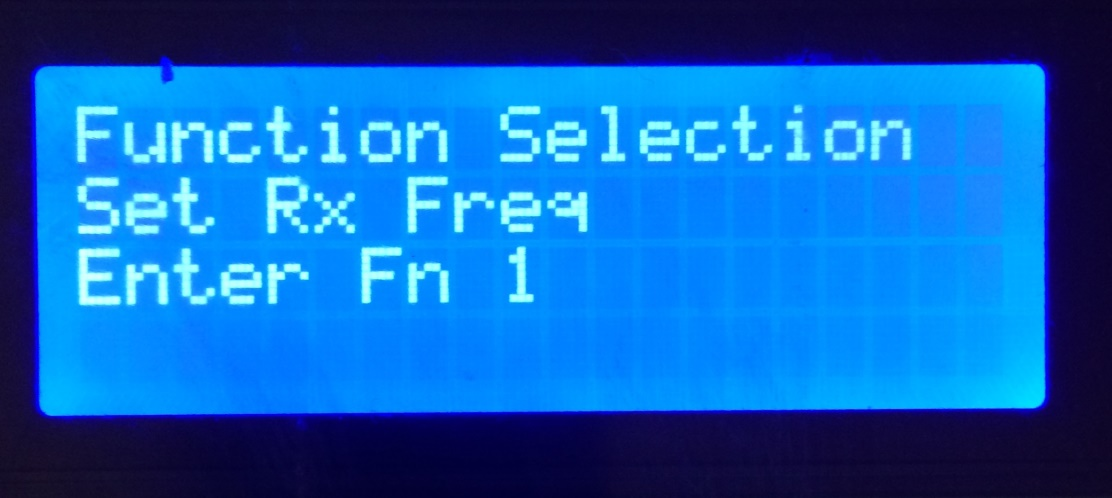 Function Selection
Set Rx Freq
Enter Fn 1